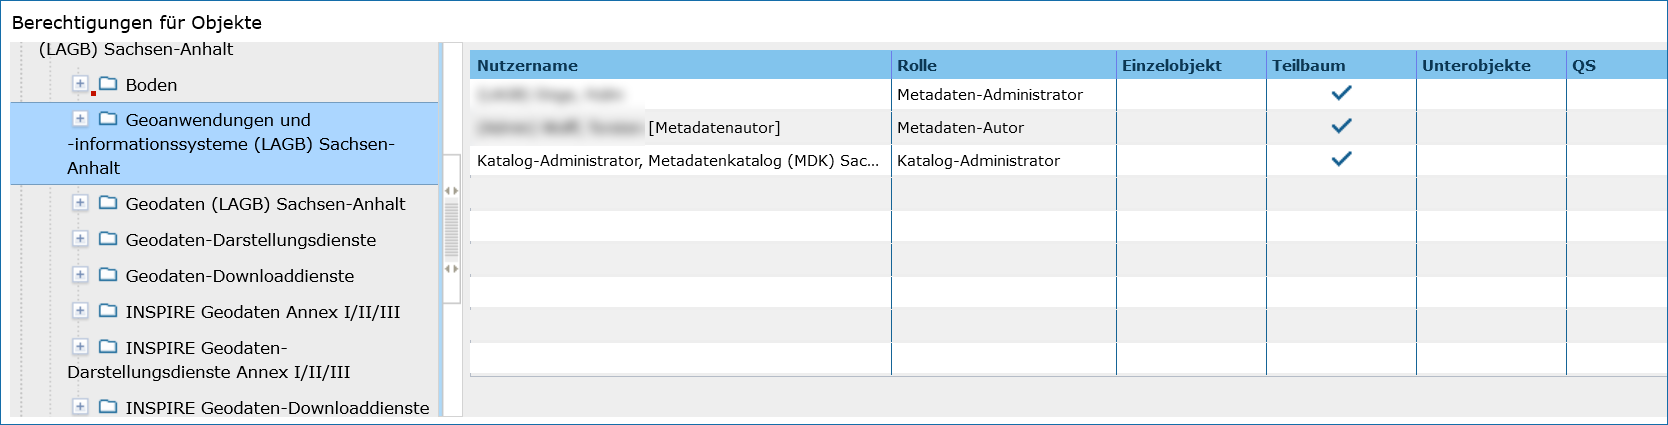 Berechtigungen für Objekte
(LAGB) Sachsen-Anhalt
Boden
Geoanwendungen und
-informationssysteme (LAGB) Sachsen-
Anhalt
Geodaten (LAGB) Sachsen-Anhalt
Geodaten-Darstellungsdienste
Geodaten-Downloaddienste
INSPIRE Geodaten Annex I/II/III
INSPIRE Geodaten-
Darstellungsdienste Annex I/II/III
INSPIRE Geodaten-Downloaddienste
Nutzername Rolle Einzelobjekt Teilbaum Unterobjekte QS
Metadaten-Administrator
[Metadatenautor] Metadaten-Autor
Katalog-Administrator, Metadatenkatalog (MDK) Sac... Katalog-Administrator